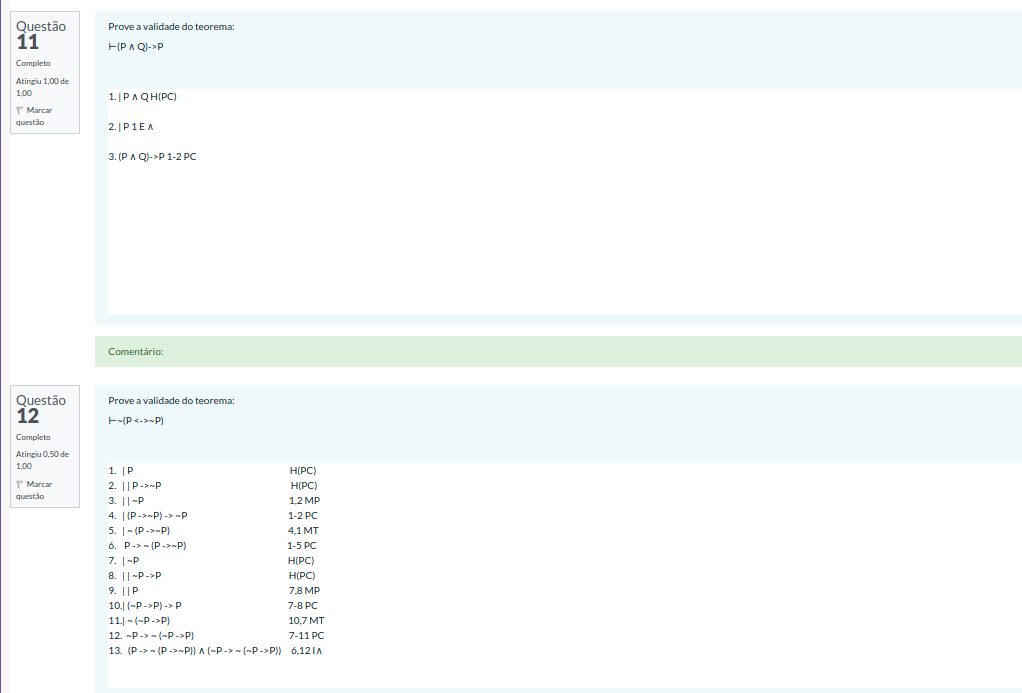 Questão
11
Completo
Atingiu 1,00 de
1,00
Marcar
questão
Prove a validade do teorema:
⊢(P ∧ Q)->P
1. | P ∧ Q H(PC)
2. | P 1 E ∧
3. (P ∧ Q)->P 1-2 PC
Comentário:
Questão
12
Completo
Atingiu 0,50 de
1,00
Marcar
questão
Prove a validade do teorema:
⊢~(P <->~P)
1. | P H(PC)
2. | | P ->~P H(PC)
3. | | ~P 1,2 MP
4. | (P ->~P) -> ~P 1-2 PC
5. | ~ (P ->~P) 4,1 MT
6. P -> ~ (P ->~P) 1-5 PC
7. | ~P H(PC)
8. | | ~P ->P H(PC)
9. | | P 7,8 MP
10.| (~P ->P) -> P 7-8 PC
11.| ~ (~P ->P) 10,7 MT
12. ~P -> ~ (~P ->P) 7-11 PC
13. (P -> ~ (P ->~P)) ∧ (~P -> ~ (~P ->P)) 6,12 I∧